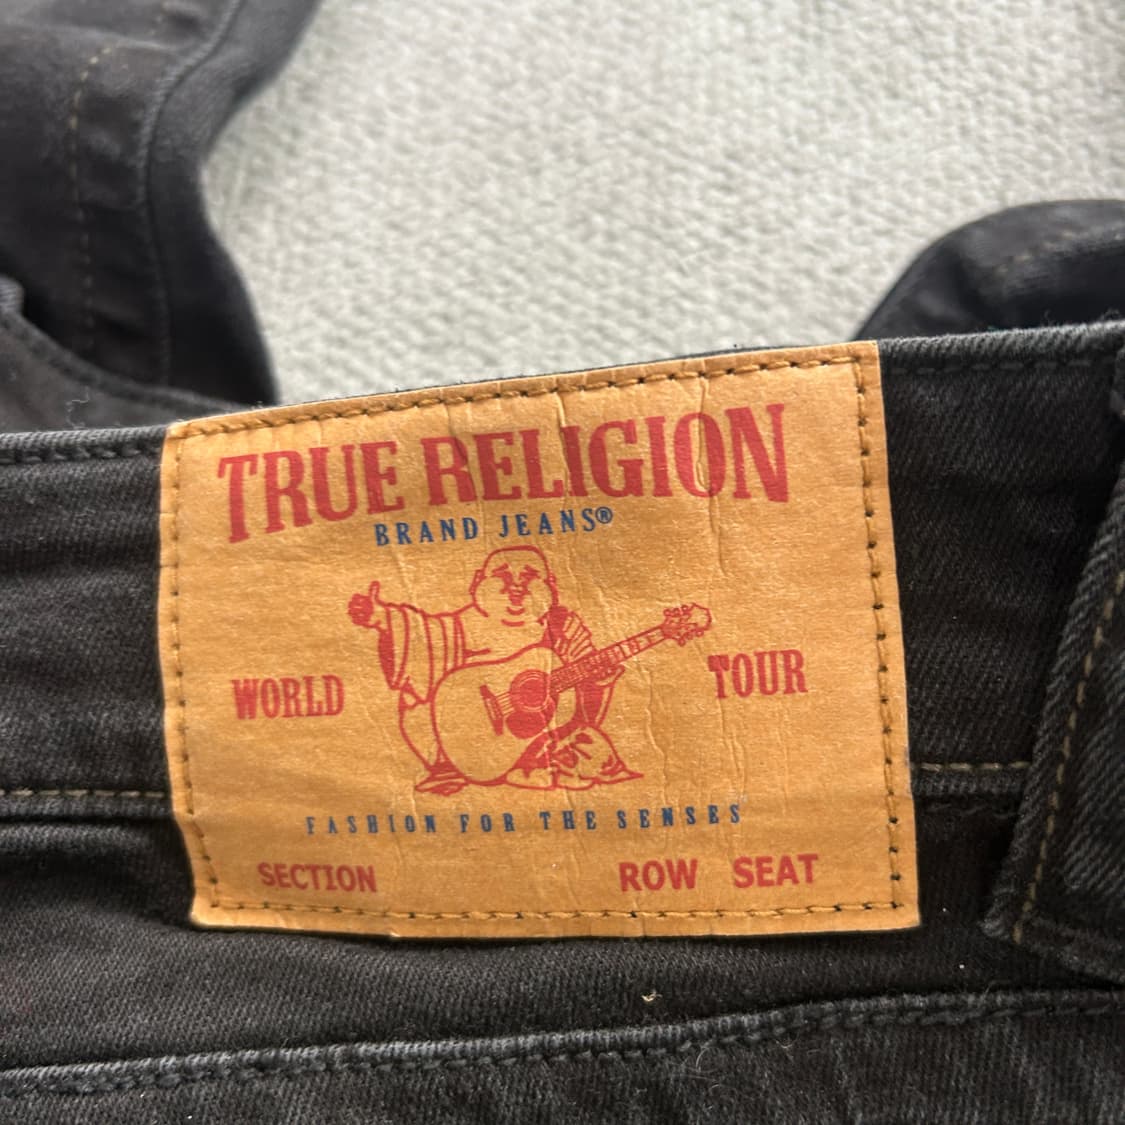 TRUE RELIGION
BRAND JEANS®
WORLD TOUR
FASHION FOR THE SENSES
SECTION ROW SEAT